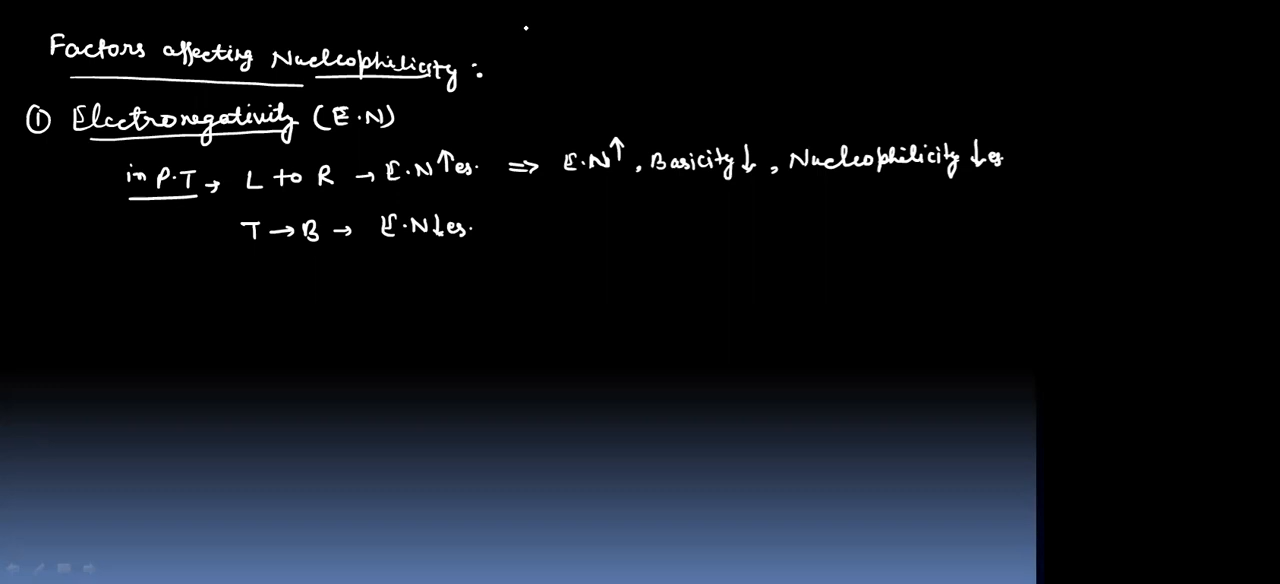 Factors affecting Nucleophilicity :
① Electronegativity (E.N)
in P.T → L to R → E.N↑es. ⇒ E.N↑, Basicity↓, Nucleophilicity ↓es
T → B → E.N↓es.